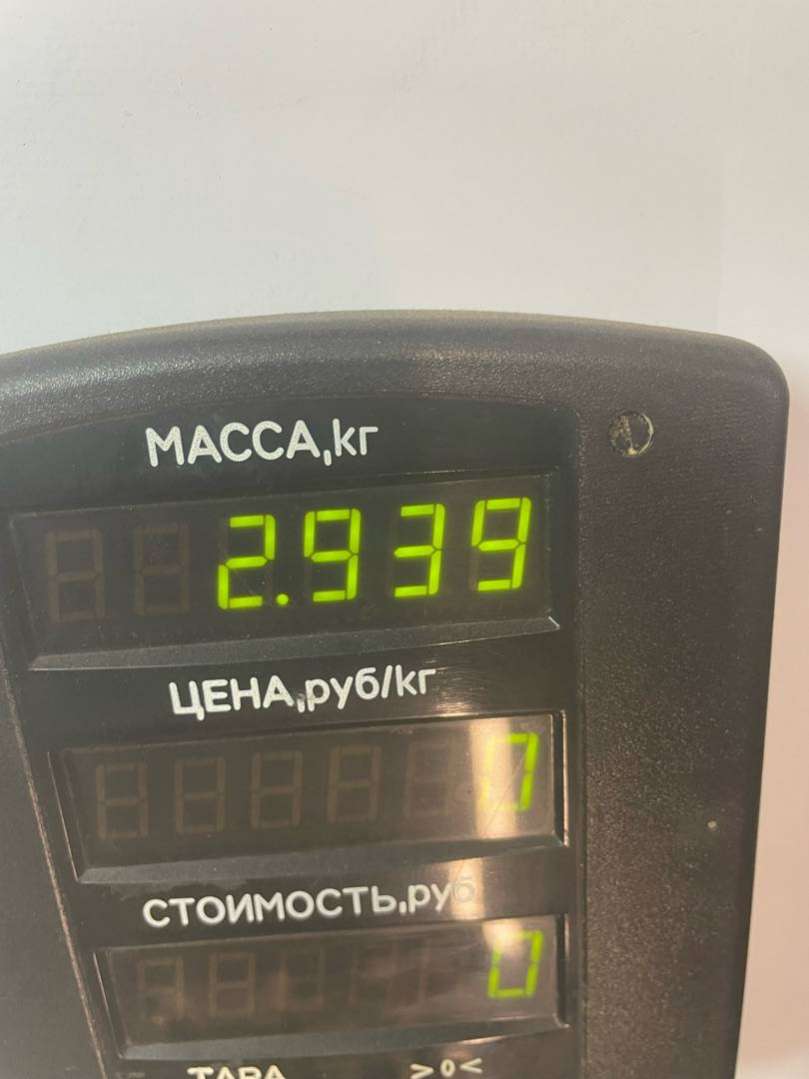 МАССА,кг
2.939
ЦЕНА,руб/кг
0
СТОИМОСТЬ,руб
0
ТАРА >0<